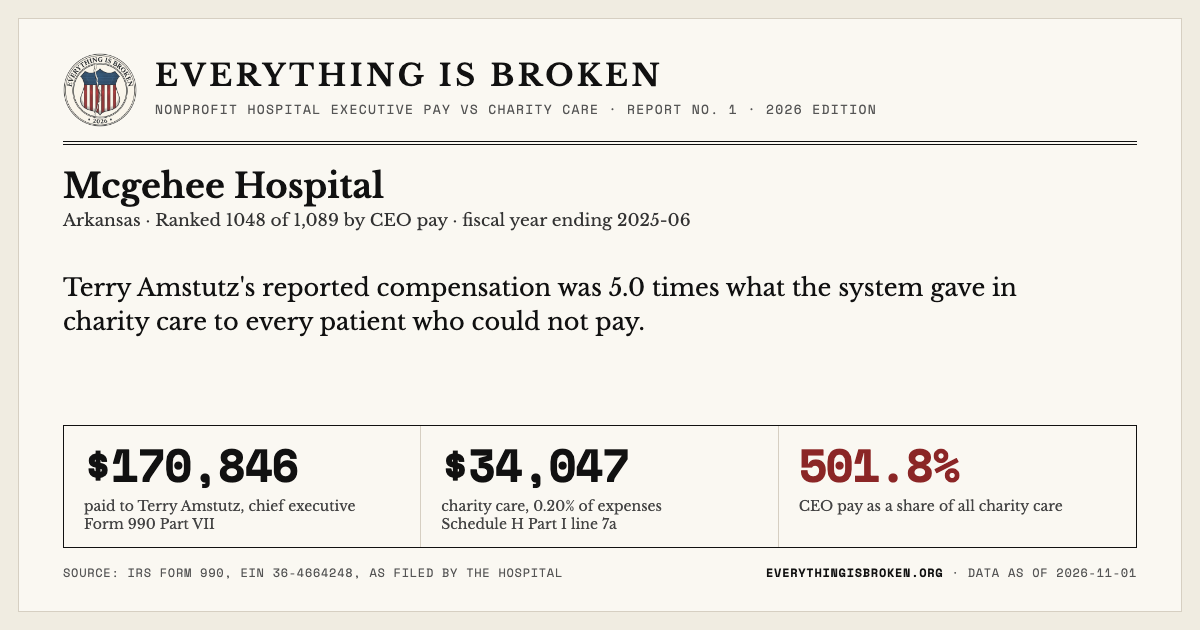 EVERYTHING IS BROKEN
· 2026 ·
EVERYTHING IS BROKEN
NONPROFIT HOSPITAL EXECUTIVE PAY VS CHARITY CARE · REPORT NO. 1 · 2026 EDITION
Mcgehee Hospital
Arkansas · Ranked 1048 of 1,089 by CEO pay · fiscal year ending 2025-06
Terry Amstutz's reported compensation was 5.0 times what the system gave in
charity care to every patient who could not pay.
$170,846
paid to Terry Amstutz, chief executive
Form 990 Part VII
$34,047
charity care, 0.20% of expenses
Schedule H Part I line 7a
501.8%
CEO pay as a share of all charity care
SOURCE: IRS FORM 990, EIN 36-4664248, AS FILED BY THE HOSPITAL
EVERYTHINGISBROKEN.ORG · DATA AS OF 2026-11-01